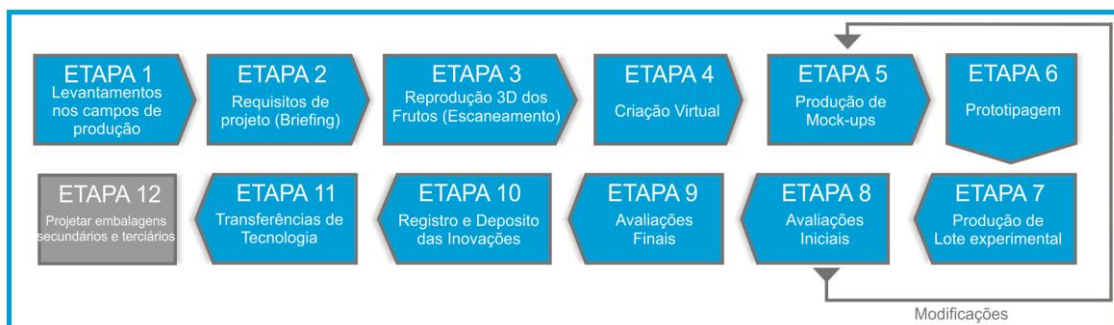 ETAPA 1
Levantamentos
nos campos de
produção
ETAPA 2
Requisitos de
projeto (Briefing)
ETAPA 3
Reprodução 3D dos
Frutos (Escaneamento)
ETAPA 4
Criação Virtual
ETAPA 5
Produção de
Mock-ups
ETAPA 6
Prototipagem
ETAPA 7
Produção de
Lote experimental
ETAPA 8
Avaliações
Iniciais
ETAPA 9
Avaliações
Finais
ETAPA 10
Registro e Deposito
das Inovações
ETAPA 11
Transferências de
Tecnologia
ETAPA 12
Projetar embalagens
secundários e terciários
Modificações